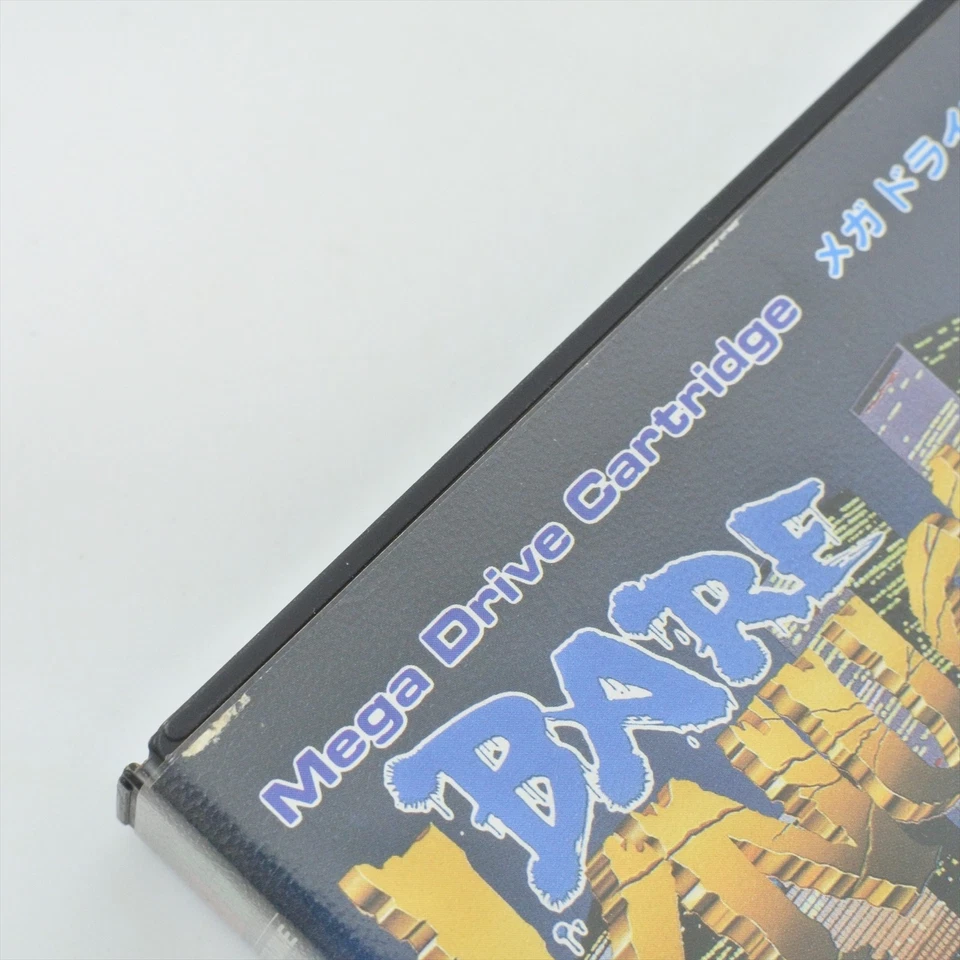 Mega Drive Cartridge
メガドライ
BARE